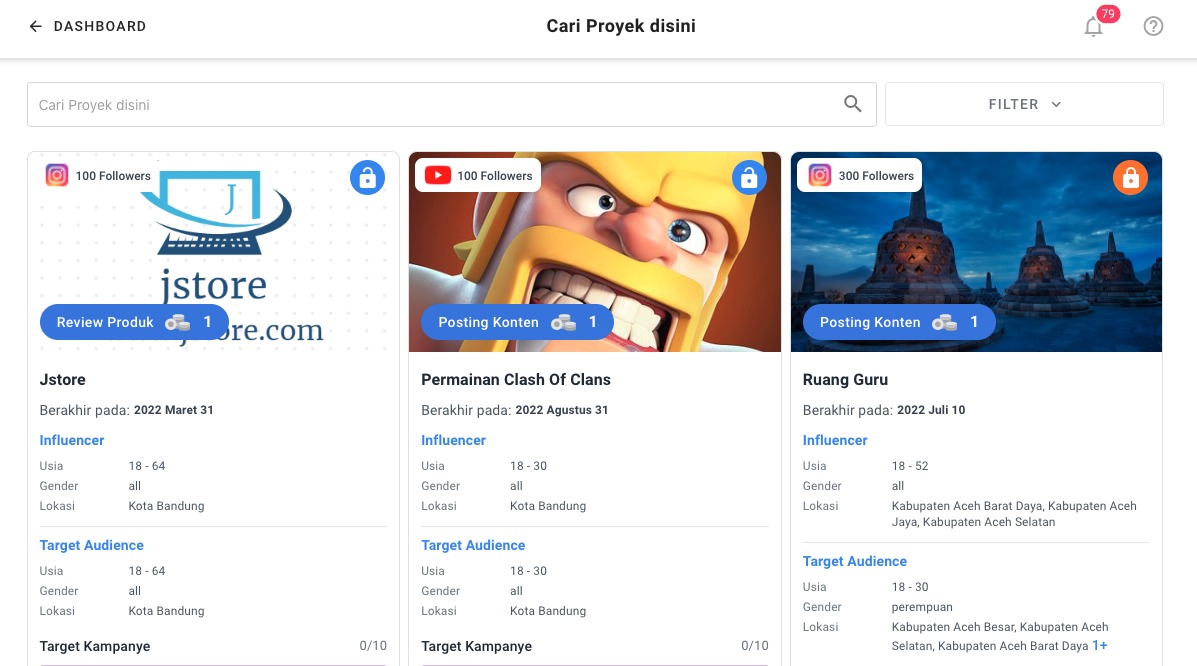 DASHBOARD
Cari Proyek disini
79
Cari Proyek disini
FILTER
100 Followers
J
jstore
ore.com
Review Produk 1
Jstore
Berakhir pada: 2022 Maret 31
Influencer
Usia 18 - 64
Gender all
Lokasi Kota Bandung
Target Audience
Usia 18 - 64
Gender all
Lokasi Kota Bandung
Target Kampanye 0/10
100 Followers
Posting Konten 1
Permainan Clash Of Clans
Berakhir pada: 2022 Agustus 31
Influencer
Usia 18 - 30
Gender all
Lokasi Kota Bandung
Target Audience
Usia 18 - 30
Gender all
Lokasi Kota Bandung
Target Kampanye 0/10
300 Followers
Posting Konten 1
Ruang Guru
Berakhir pada: 2022 Juli 10
Influencer
Usia 18 - 52
Gender all
Lokasi Kabupaten Aceh Barat Daya, Kabupaten Aceh
Jaya, Kabupaten Aceh Selatan
Target Audience
Usia 18 - 30
Gender perempuan
Lokasi Kabupaten Aceh Besar, Kabupaten Aceh
Selatan, Kabupaten Aceh Barat Daya 1+